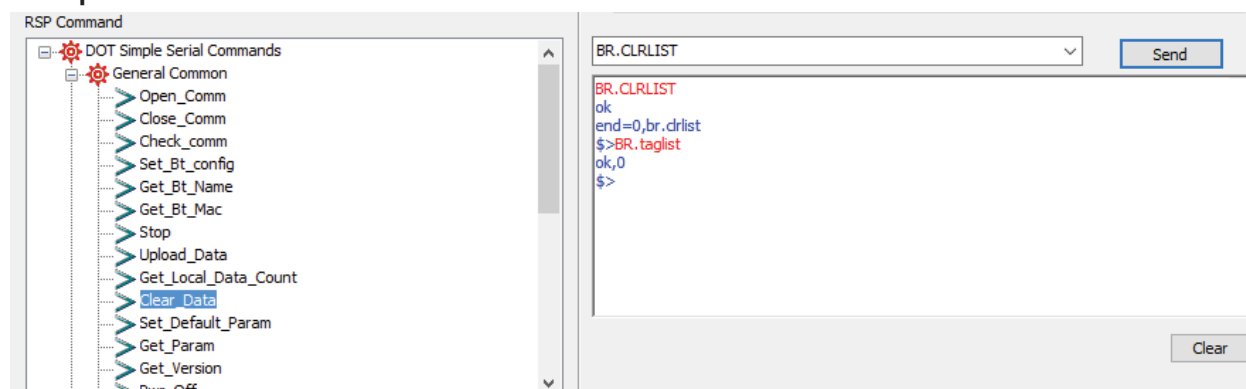 RSP Command
DOT Simple Serial Commands
General Common
Open_Comm
Close_Comm
Check_comm
Set_Bt_config
Get_Bt_Name
Get_Bt_Mac
Stop
Upload_Data
Get_Local_Data_Count
Clear_Data
Set_Default_Param
Get_Param
Get_Version
BR.CLRLIST
Send
BR.CLRLIST
ok
end=0,br.clrlist
$>BR.taglist
ok,0
$>
Clear